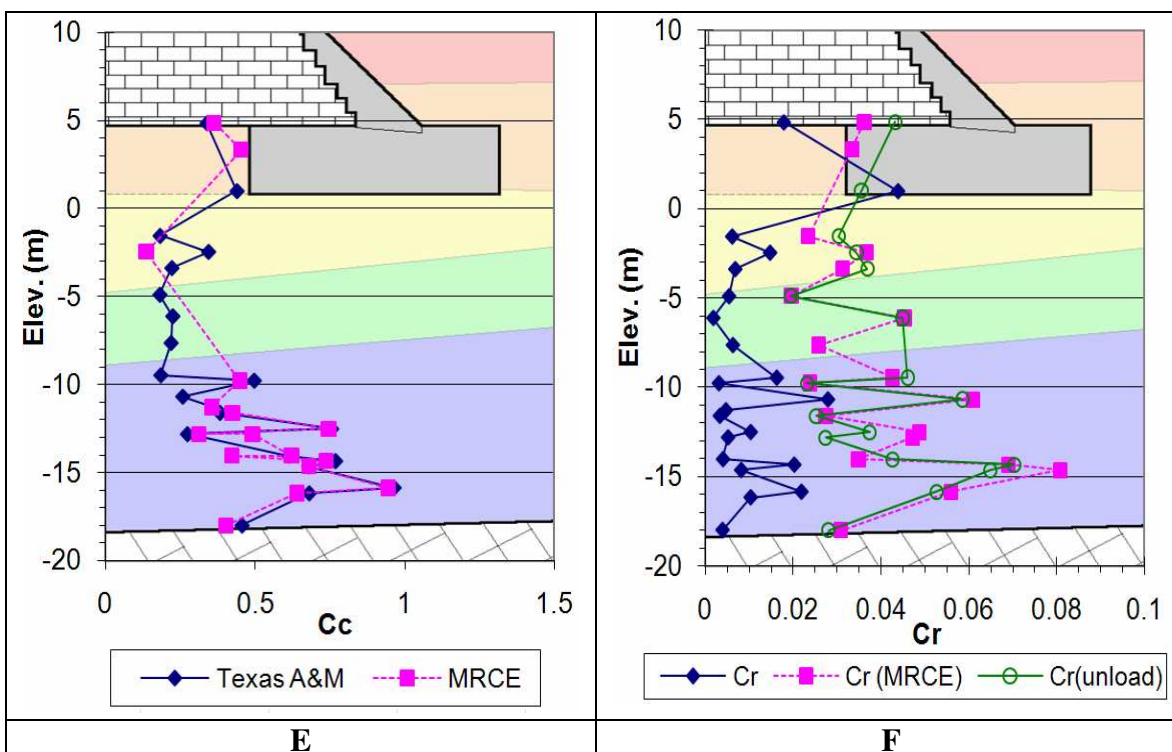 10
5
0
-5
-10
-15
-20
Elev. (m)
0 0.5 1 1.5
Cc
Texas A&M MRCE
E
10
5
0
-5
-10
-15
-20
Elev. (m)
0 0.02 0.04 0.06 0.08 0.1
Cr
Cr Cr (MRCE) Cr(unload)
F